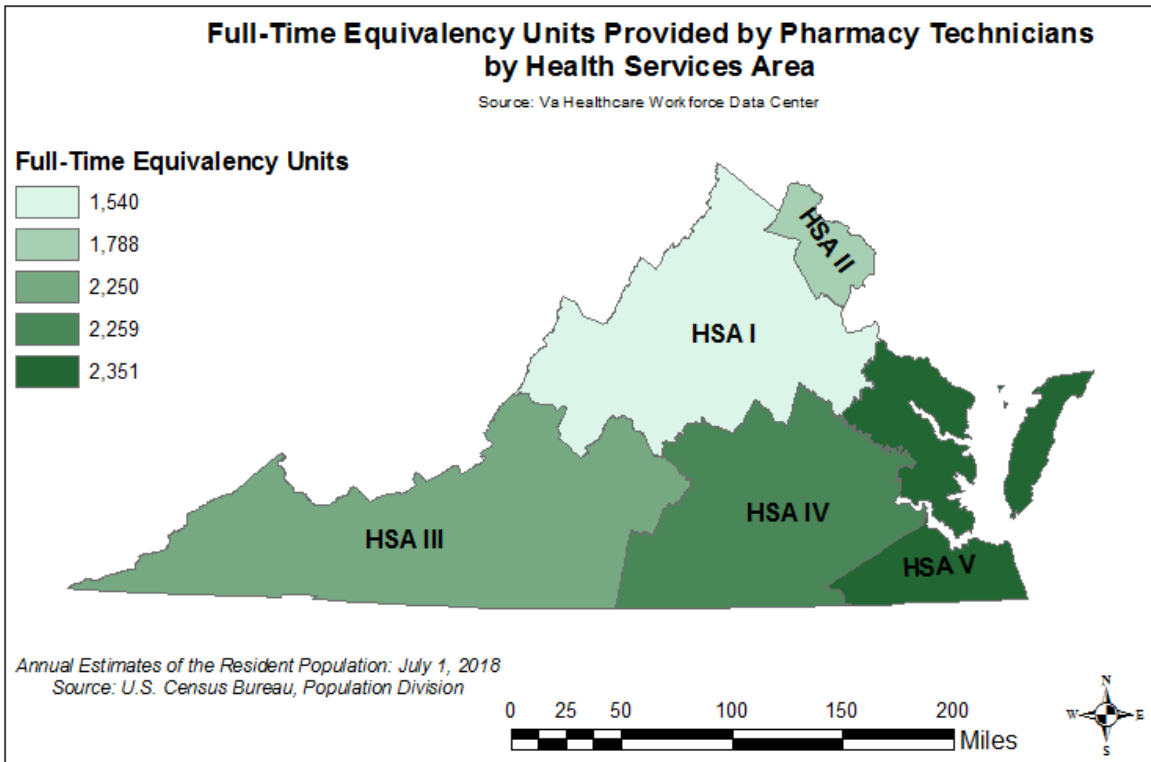 Full-Time Equivalency Units Provided by Pharmacy Technicians
by Health Services Area
Source: Va Healthcare Workforce Data Center
Full-Time Equivalency Units
1,540
1,788
2,250
2,259
2,351
HSA II
HSA I
HSA III
HSA IV
HSA V
Annual Estimates of the Resident Population: July 1, 2018
Source: U.S. Census Bureau, Population Division
0 25 50 100 150 200
Miles
N
W E
S